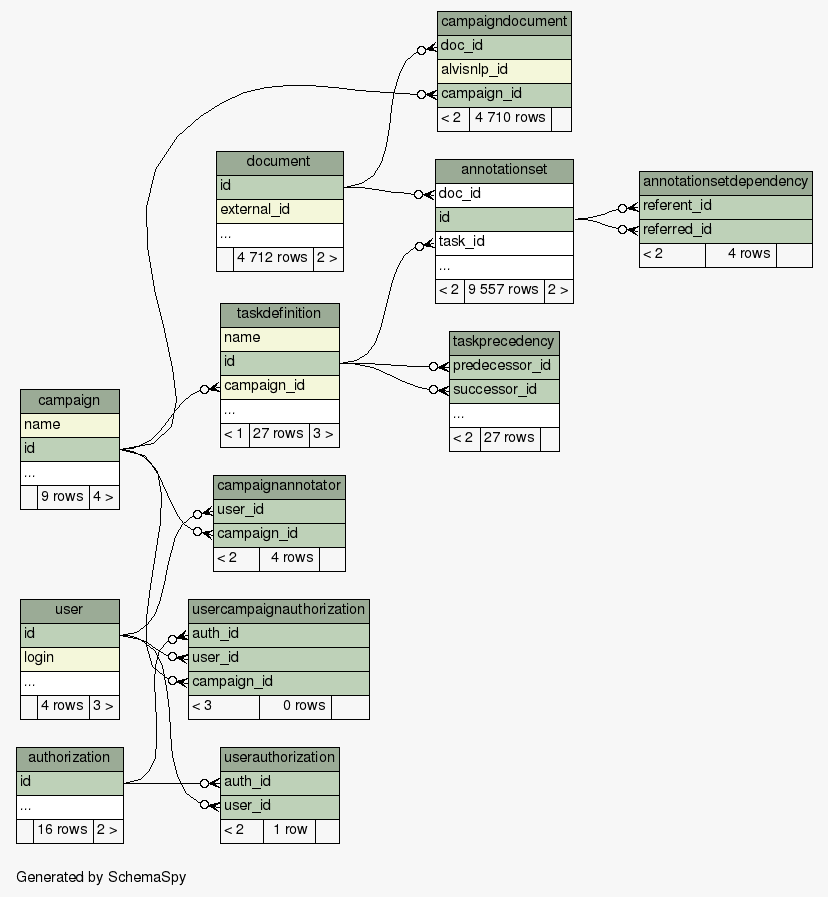 campaigndocument
doc_id
alvisnlp_id
campaign_id
< 2 4 710 rows
document
id
external_id
...
4 712 rows 2 >
annotationset
doc_id
id
task_id
...
< 2 9 557 rows 2 >
annotationsetdependency
referent_id
referred_id
< 2 4 rows
taskdefinition
name
id
campaign_id
...
< 1 27 rows 3 >
taskprecedency
predecessor_id
successor_id
...
< 2 27 rows
campaign
name
id
...
9 rows 4 >
campaignannotator
user_id
campaign_id
< 2 4 rows
user
id
login
...
4 rows 3 >
usercampaignauthorization
auth_id
user_id
campaign_id
< 3 0 rows
authorization
id
...
16 rows 2 >
userauthorization
auth_id
user_id
< 2 1 row
Generated by SchemaSpy